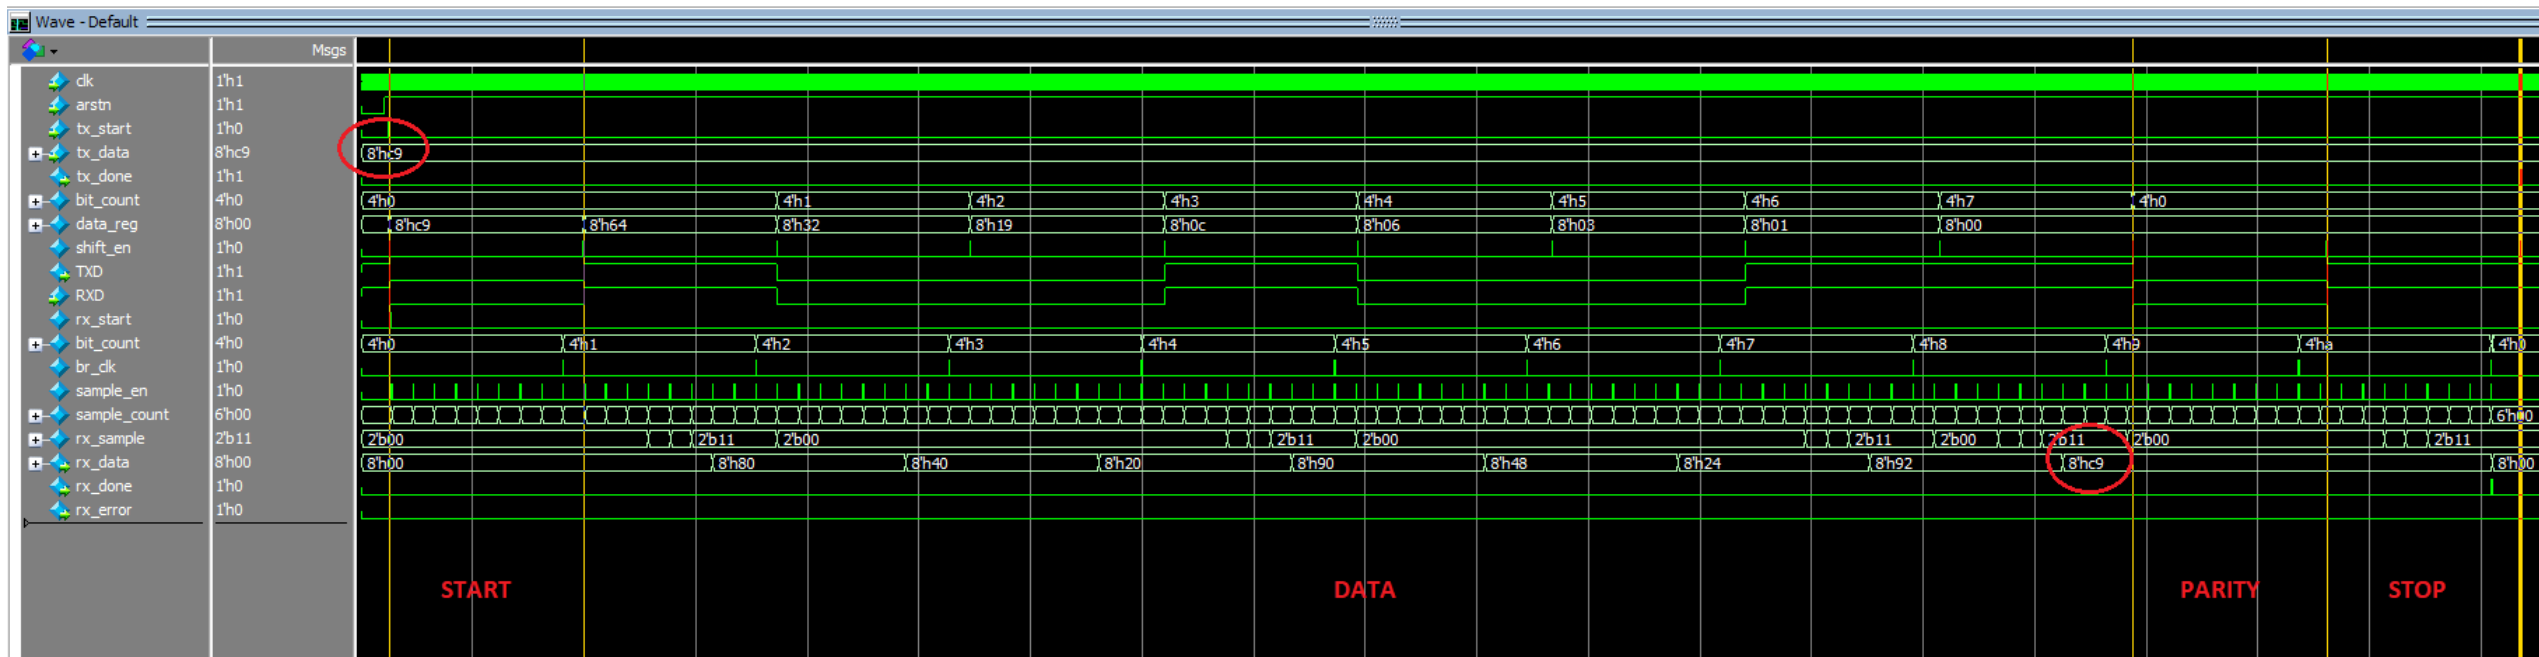 Wave - Default
Msgs
clk 1'h1
arstn 1'h1
tx_start 1'h0
tx_data 8'hc9 8'hc9
tx_done 1'h1
bit_count 4'h0 4'h0 4'h1 4'h2 4'h3 4'h4 4'h5 4'h6 4'h7 4'h0
data_reg 8'h00 8'hc9 8'h64 8'h32 8'h19 8'h0c 8'h06 8'h03 8'h01 8'h00
shift_en 1'h0
TXD 1'h1
RXD 1'h1
rx_start 1'h0
bit_count 4'h0 4'h0 4'h1 4'h2 4'h3 4'h4 4'h5 4'h6 4'h7 4'h8 4'h9 4'ha 4'h0
br_clk 1'h0
sample_en 1'h0
sample_count 6'h00 6'h00
rx_sample 2'b11 2'b00 2'b11 2'b00 2'b11 2'b00 2'b11 2'b00 2'b11 2'b00 2'b11
rx_data 8'h00 8'h00 8'h80 8'h40 8'h20 8'h90 8'h48 8'h24 8'h92 8'hc9 8'h00
rx_done 1'h0
rx_error 1'h0
START DATA PARITY STOP